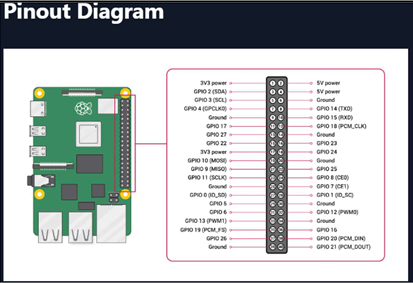 Pinout Diagram
3V3 power 5V power
GPIO 2 (SDA) 5V power
GPIO 3 (SCL) Ground
GPIO 4 (GPCLK0) GPIO 14 (TXD)
Ground GPIO 15 (RXD)
GPIO 17 GPIO 18 (PCM_CLK)
GPIO 27 Ground
GPIO 22 GPIO 23
3V3 power GPIO 24
GPIO 10 (MOSI) Ground
GPIO 9 (MISO) GPIO 25
GPIO 11 (SCLK) GPIO 8 (CE0)
Ground GPIO 7 (CE1)
GPIO 0 (ID_SD) GPIO 1 (ID_SC)
GPIO 5 Ground
GPIO 6 GPIO 12 (PWM0)
GPIO 13 (PWM1) Ground
GPIO 19 (PCM_FS) GPIO 16
GPIO 26 GPIO 20 (PCM_DIN)
Ground GPIO 21 (PCM_DOUT)